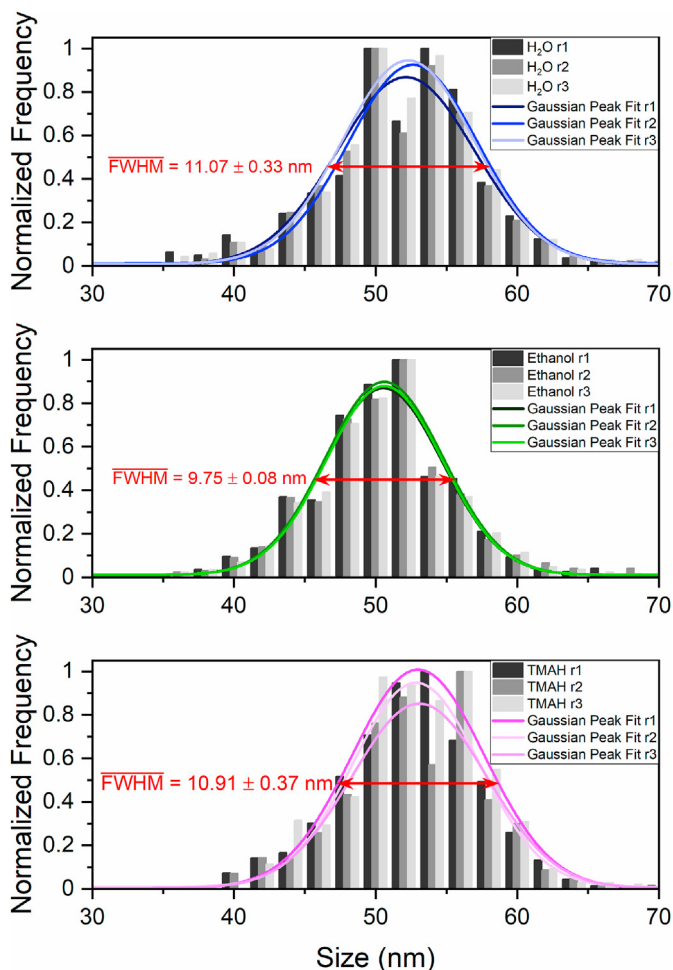 Normalized Frequency
1
0.8
0.6
0.4
0.2
0
H₂O r1
H₂O r2
H₂O r3
Gaussian Peak Fit r1
Gaussian Peak Fit r2
Gaussian Peak Fit r3
FWHM = 11.07 ± 0.33 nm
30 40 50 60 70
Normalized Frequency
1
0.8
0.6
0.4
0.2
0
Ethanol r1
Ethanol r2
Ethanol r3
Gaussian Peak Fit r1
Gaussian Peak Fit r2
Gaussian Peak Fit r3
FWHM = 9.75 ± 0.08 nm
30 40 50 60 70
Normalized Frequency
1
0.8
0.6
0.4
0.2
0
TMAH r1
TMAH r2
TMAH r3
Gaussian Peak Fit r1
Gaussian Peak Fit r2
Gaussian Peak Fit r3
FWHM = 10.91 ± 0.37 nm
30 40 50 60 70
Size (nm)